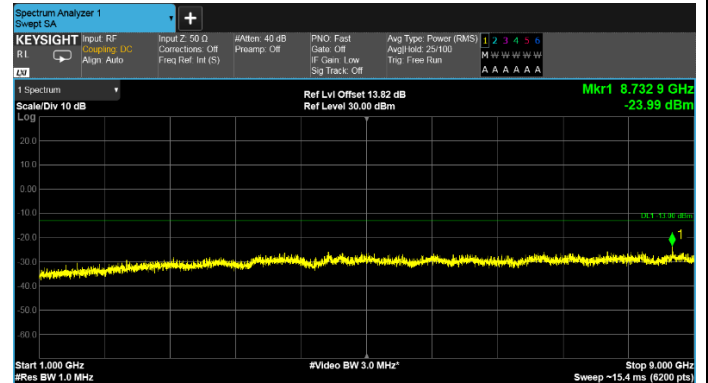 Spectrum Analyzer 1
Swept SA
+
KEYSIGHT
R L
LXI
Input: RF
Coupling: DC
Align: Auto
Input Z: 50 Ω
Corrections: Off
Freq Ref: Int (S)
#Atten: 40 dB
Preamp: Off
PNO: Fast
Gate: Off
IF Gain: Low
Sig Track: Off
Avg Type: Power (RMS)
Avg|Hold: 25/100
Trig: Free Run
1 2 3 4 5 6
M W W W W W
A A A A A A
1 Spectrum
Scale/Div 10 dB
Log
Ref Lvl Offset 13.82 dB
Ref Level 30.00 dBm
Mkr1 8.732 9 GHz
-23.99 dBm
20.0
10.0
0.00
-10.0
DL1 -13.00 dBm
-20.0
1
-30.0
-40.0
-50.0
-60.0
Start 1.000 GHz
#Res BW 1.0 MHz
#Video BW 3.0 MHz*
Stop 9.000 GHz
Sweep ~15.4 ms (6200 pts)